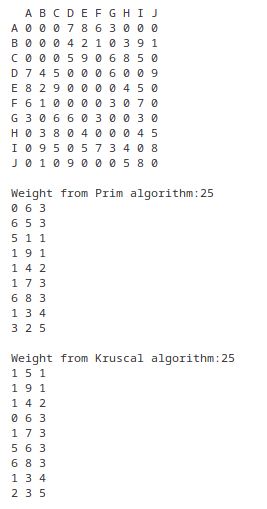 A B C D E F G H I J
A 0 0 0 7 8 6 3 0 0 0
B 0 0 0 4 2 1 0 3 9 1
C 0 0 0 5 9 0 6 8 5 0
D 7 4 5 0 0 0 6 0 0 9
E 8 2 9 0 0 0 0 4 5 0
F 6 1 0 0 0 0 3 0 7 0
G 3 0 6 6 0 3 0 0 3 0
H 0 3 8 0 4 0 0 0 4 5
I 0 9 5 0 5 7 3 4 0 8
J 0 1 0 9 0 0 0 5 8 0
Weight from Prim algorithm:25
0 6 3
6 5 3
5 1 1
1 9 1
1 4 2
1 7 3
6 8 3
1 3 4
3 2 5
Weight from Kruscal algorithm:25
1 5 1
1 9 1
1 4 2
0 6 3
1 7 3
5 6 3
6 8 3
1 3 4
2 3 5